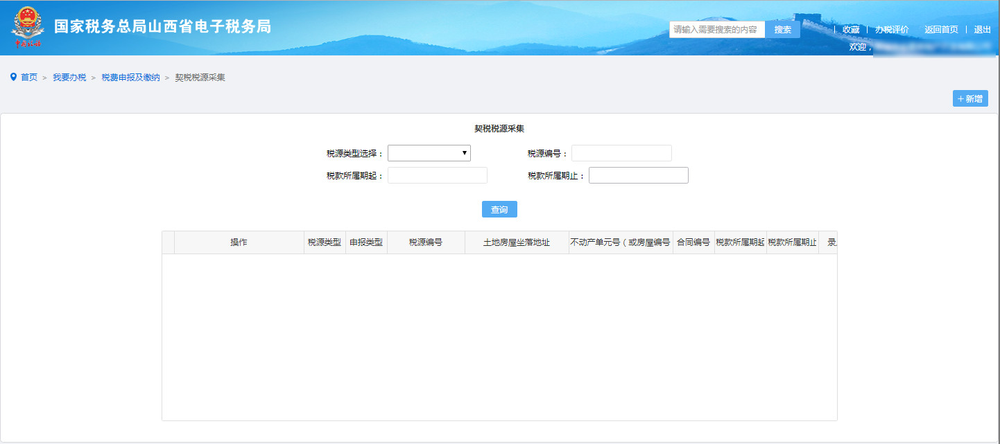 国家税务总局山西省电子税务局
请输入需要搜索的内容 搜索 | 收藏 | 办税评价 返回首页 | 退出
欢迎，
首页 > 我要办税 > 税费申报及缴纳 > 契税税源采集
+ 新增
契税税源采集
税源类型选择： 税源编号：
税款所属期起： 税款所属期止：
查询
操作 税源类型 申报类型 税源编号 土地房屋坐落地址 不动产单元号（或房屋编号 合同编号 税款所属期起 税款所属期止 录